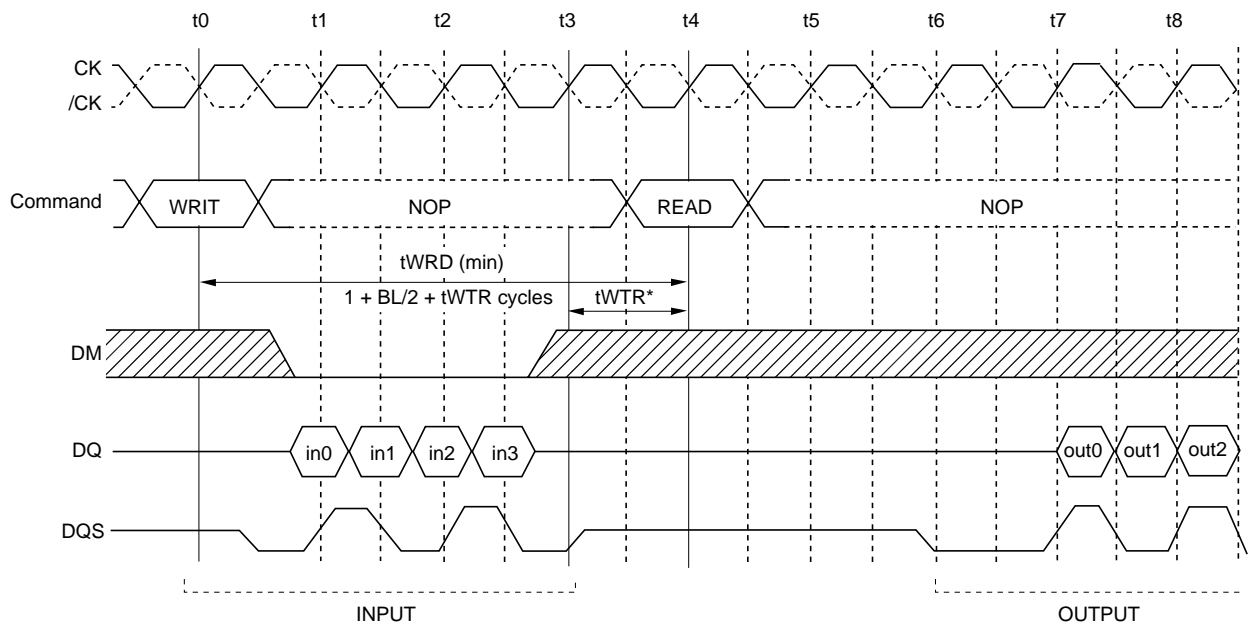 t0 t1 t2 t3 t4 t5 t6 t7 t8
CK
/CK
Command WRIT NOP READ NOP
tWRD (min)
1 + BL/2 + tWTR cycles tWTR*
DM
DQ in0 in1 in2 in3 out0 out1 out2
DQS
INPUT OUTPUT